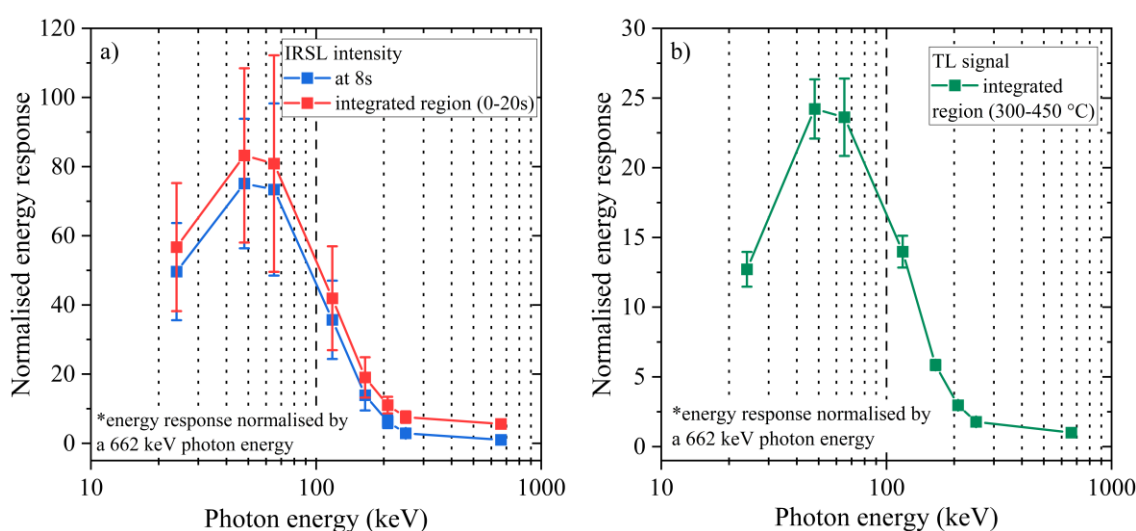 a)
IRSL intensity
at 8s
integrated region (0-20s)
Normalised energy response
120
100
80
60
40
20
0
*energy response normalised by
a 662 keV photon energy
10
100
1000
Photon energy (keV)
b)
TL signal
integrated
region (300-450 °C)
Normalised energy response
30
25
20
15
10
5
0
*energy response normalised by
a 662 keV photon energy
10
100
1000
Photon energy (keV)